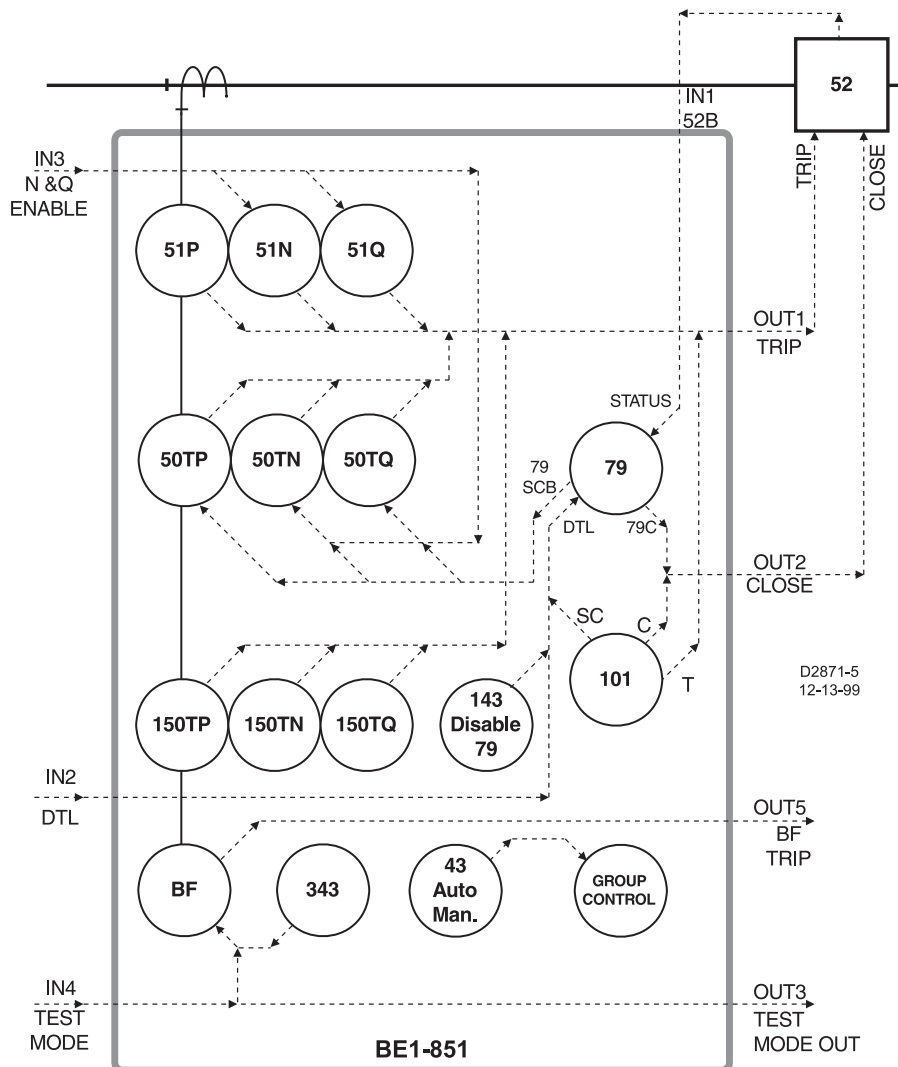 52
IN1
52B
TRIP
CLOSE
IN3
N &Q
ENABLE
51P
51N
51Q
OUT1
TRIP
STATUS
50TP
50TN
50TQ
79
SCB
79
DTL
79C
OUT2
CLOSE
SC
C
101
T
D2871-5
12-13-99
150TP
150TN
150TQ
143
Disable
79
IN2
DTL
OUT5
BF
TRIP
BF
343
43
Auto
Man.
GROUP
CONTROL
IN4
TEST
MODE
OUT3
TEST
MODE OUT
BE1-851